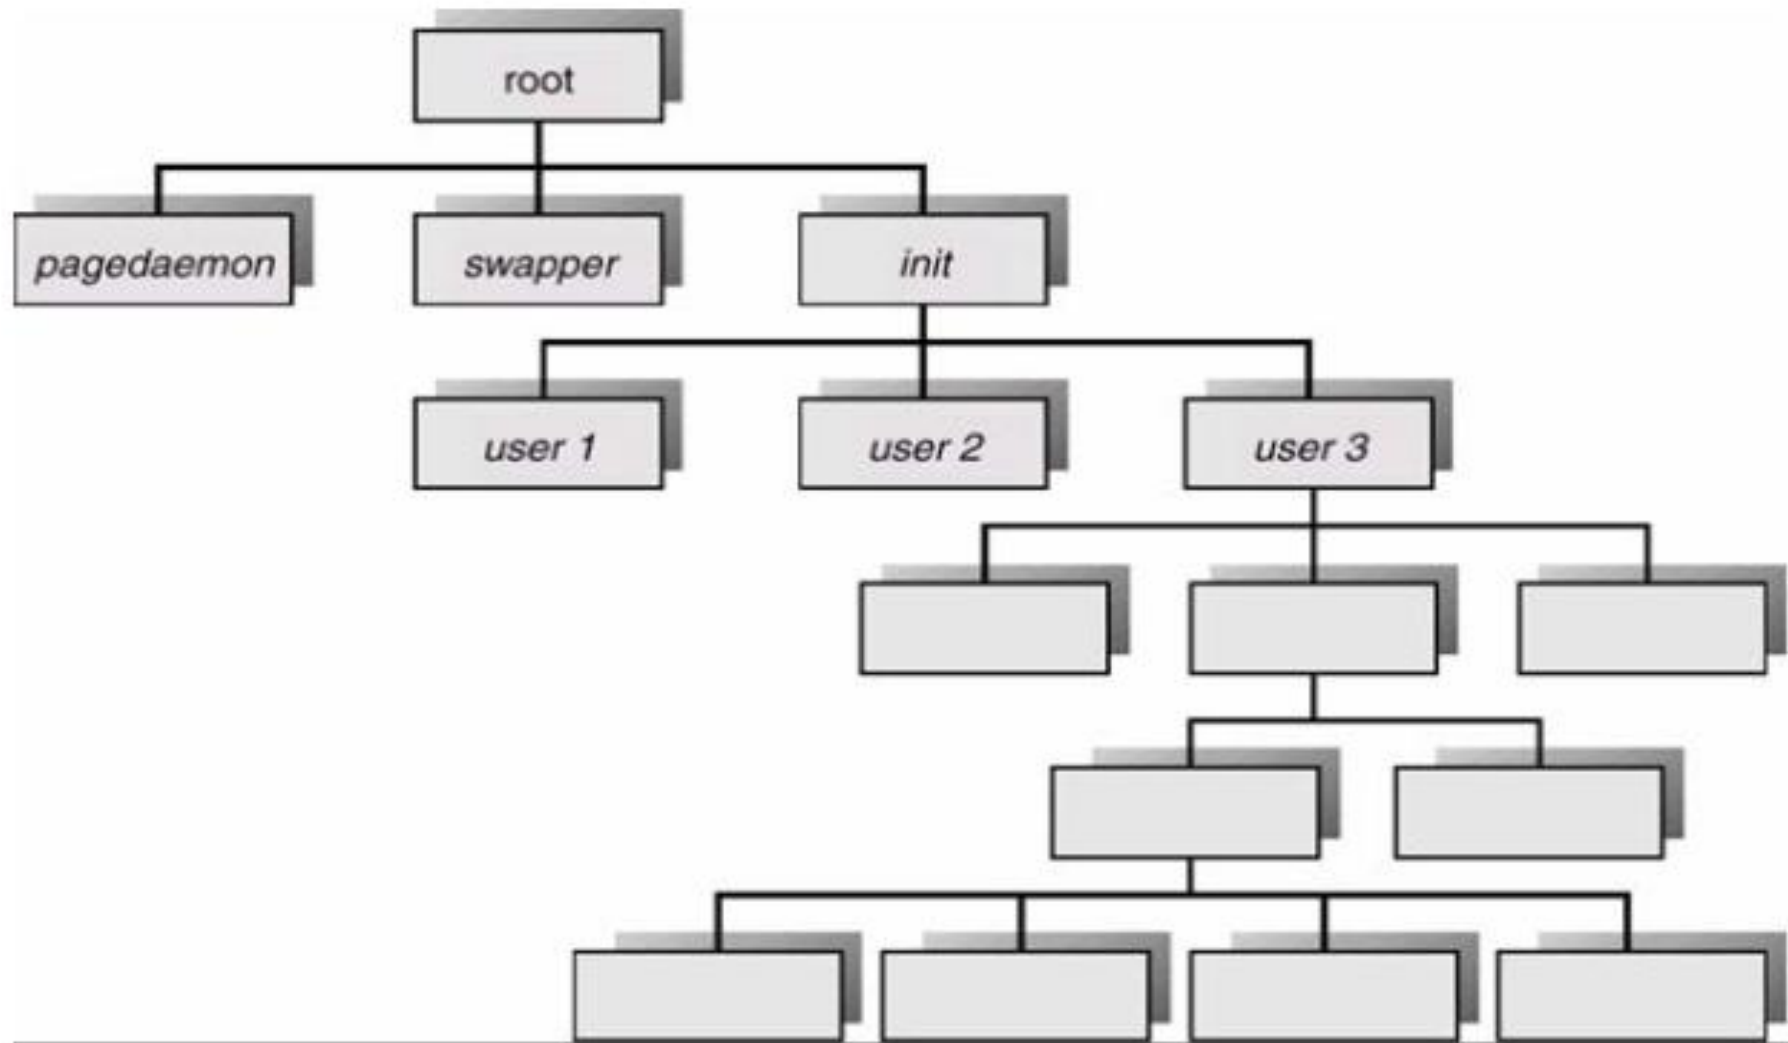 root
pagedaemon
swapper
init
user 1
user 2
user 3